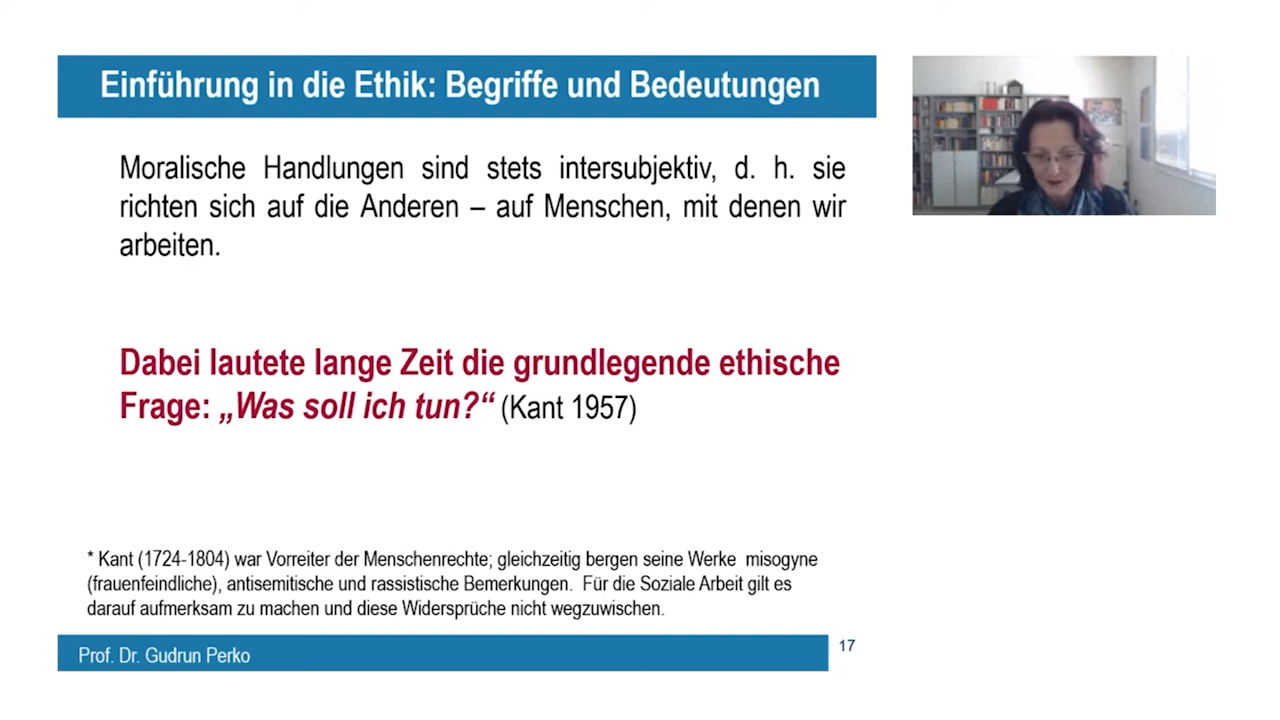 Einführung in die Ethik: Begriffe und Bedeutungen
Moralische Handlungen sind stets intersubjektiv, d. h. sie
richten sich auf die Anderen – auf Menschen, mit denen wir
arbeiten.
Dabei lautete lange Zeit die grundlegende ethische
Frage: „Was soll ich tun?“ (Kant 1957)
* Kant (1724-1804) war Vorreiter der Menschenrechte; gleichzeitig bergen seine Werke misogyne
(frauenfeindliche), antisemitische und rassistische Bemerkungen. Für die Soziale Arbeit gilt es
darauf aufmerksam zu machen und diese Widersprüche nicht wegzuwischen.
Prof. Dr. Gudrun Perko
17